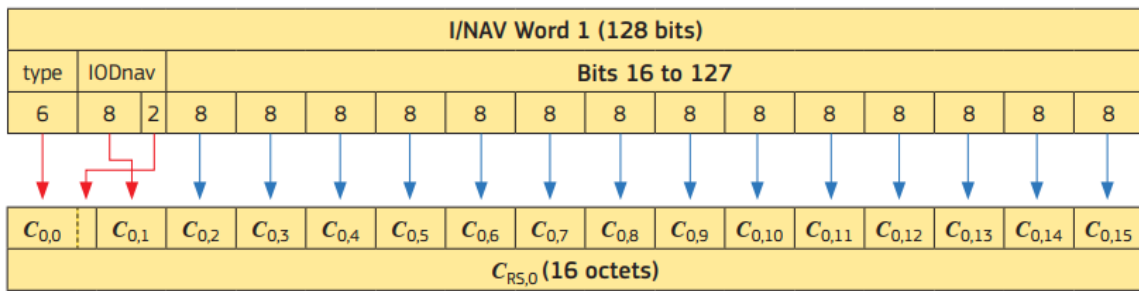 I/NAV Word 1 (128 bits)
type IODnav Bits 16 to 127
6 8 2 8 8 8 8 8 8 8 8 8 8 8 8 8 8
C0,0 C0,1 C0,2 C0,3 C0,4 C0,5 C0,6 C0,7 C0,8 C0,9 C0,10 C0,11 C0,12 C0,13 C0,14 C0,15
CRS,0 (16 octets)